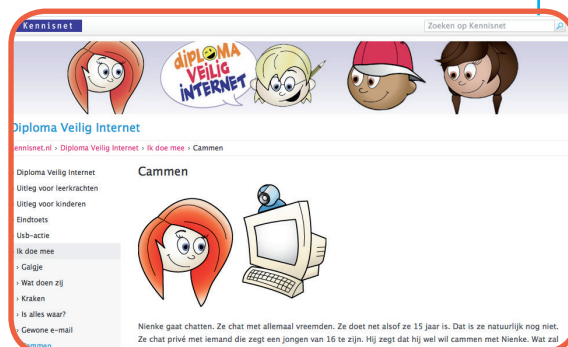 Kennisnet
Zoeken op Kennisnet
DIPLOMA
VEILIG
INTERNET
Diploma Veilig Internet
kennisnet.nl › Diploma Veilig Internet › Ik doe mee › Cammen
Diploma Veilig Internet
Uitleg voor leerkrachten
Uitleg voor kinderen
Eindtoets
Usb-actie
Ik doe mee
› Galgje
› Wat doen zij
› Kraken
› Is alles waar?
› Gewone e-mail
Cammen
Cammen
Nienke gaat chatten. Ze chat met allemaal vreemden. Ze doet net alsof ze 15 jaar is. Dat is ze natuurlijk nog niet.
Ze chat privé met iemand die zegt een jongen van 16 te zijn. Hij zegt dat hij wel wil cammen met Nienke. Wat zal